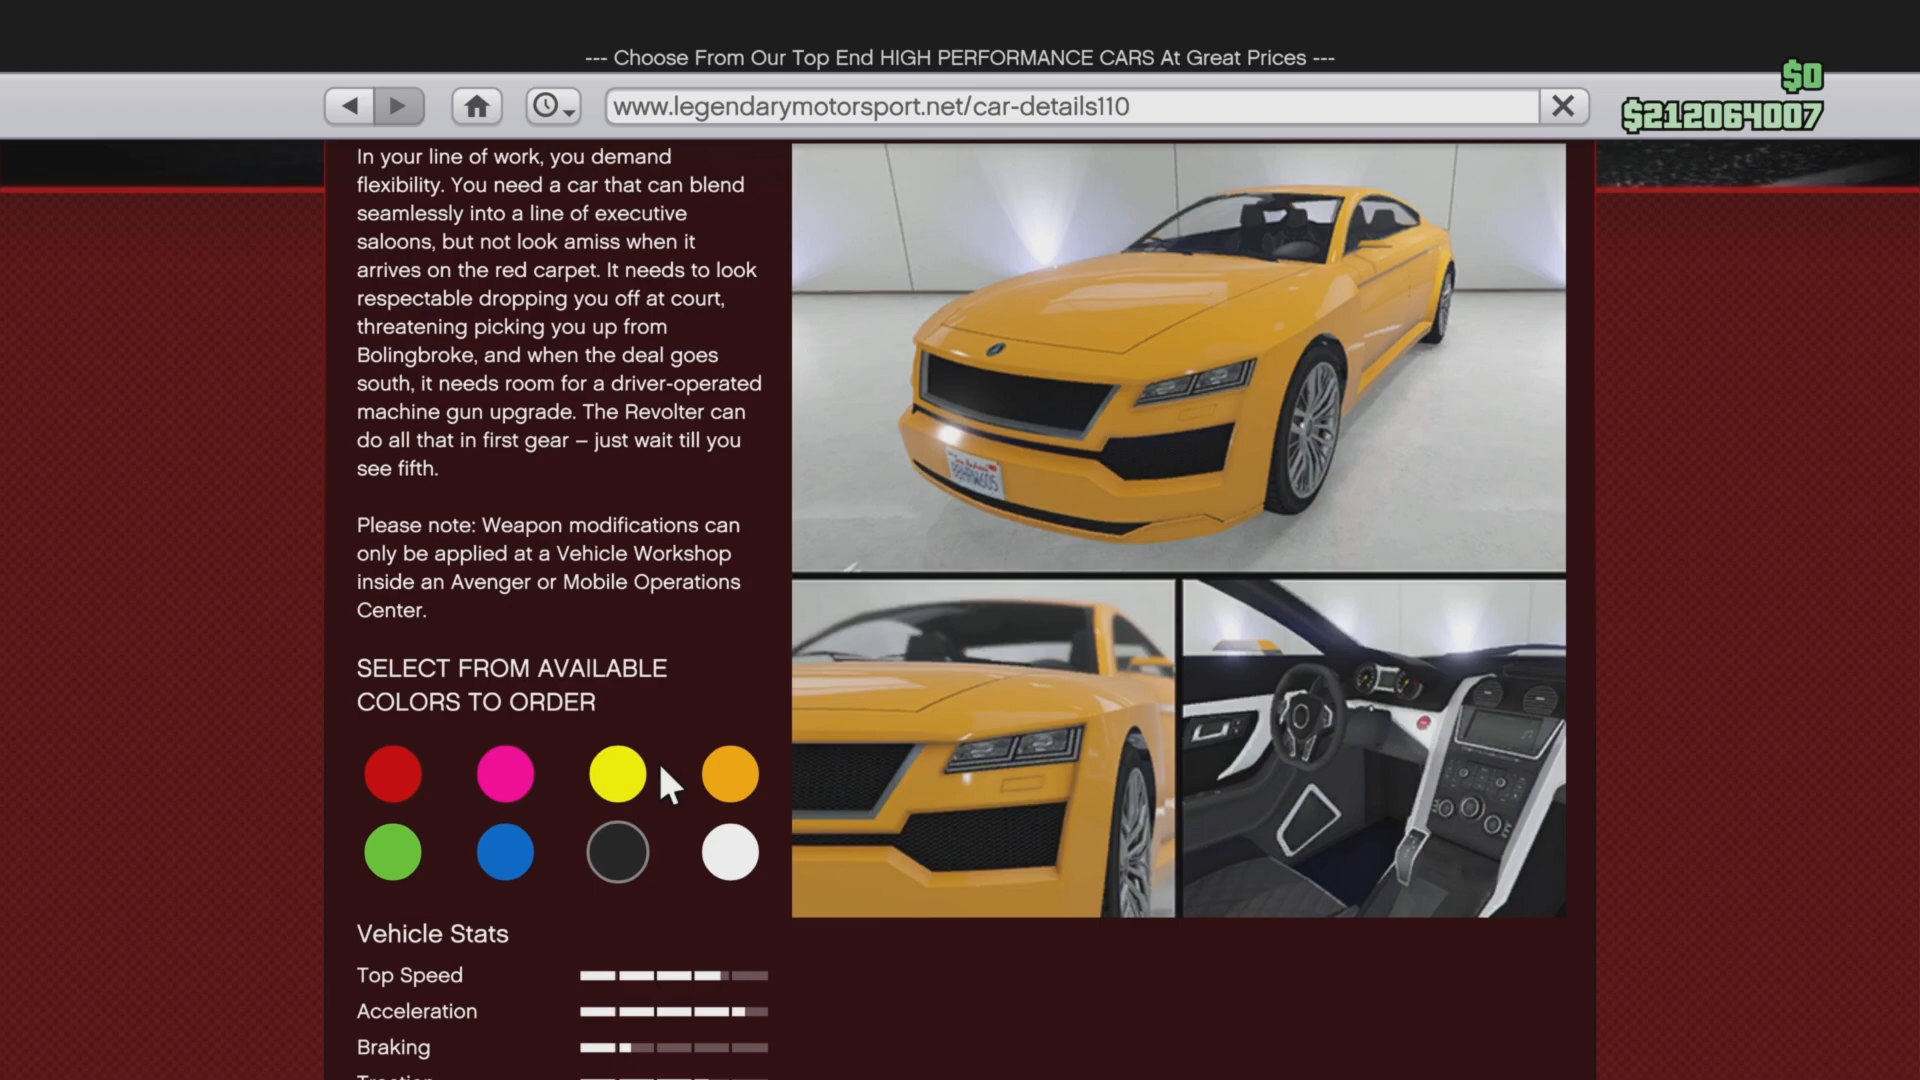 --- Choose From Our Top End HIGH PERFORMANCE CARS At Great Prices ---
$0
www.legendarymotorsport.net/car-details110
$212064007
In your line of work, you demand
flexibility. You need a car that can blend
seamlessly into a line of executive
saloons, but not look amiss when it
arrives on the red carpet. It needs to look
respectable dropping you off at court,
threatening picking you up from
Bolingbroke, and when the deal goes
south, it needs room for a driver-operated
machine gun upgrade. The Revolter can
do all that in first gear – just wait till you
see fifth.
Please note: Weapon modifications can
only be applied at a Vehicle Workshop
inside an Avenger or Mobile Operations
Center.
SELECT FROM AVAILABLE
COLORS TO ORDER
Vehicle Stats
Top Speed
Acceleration
Braking